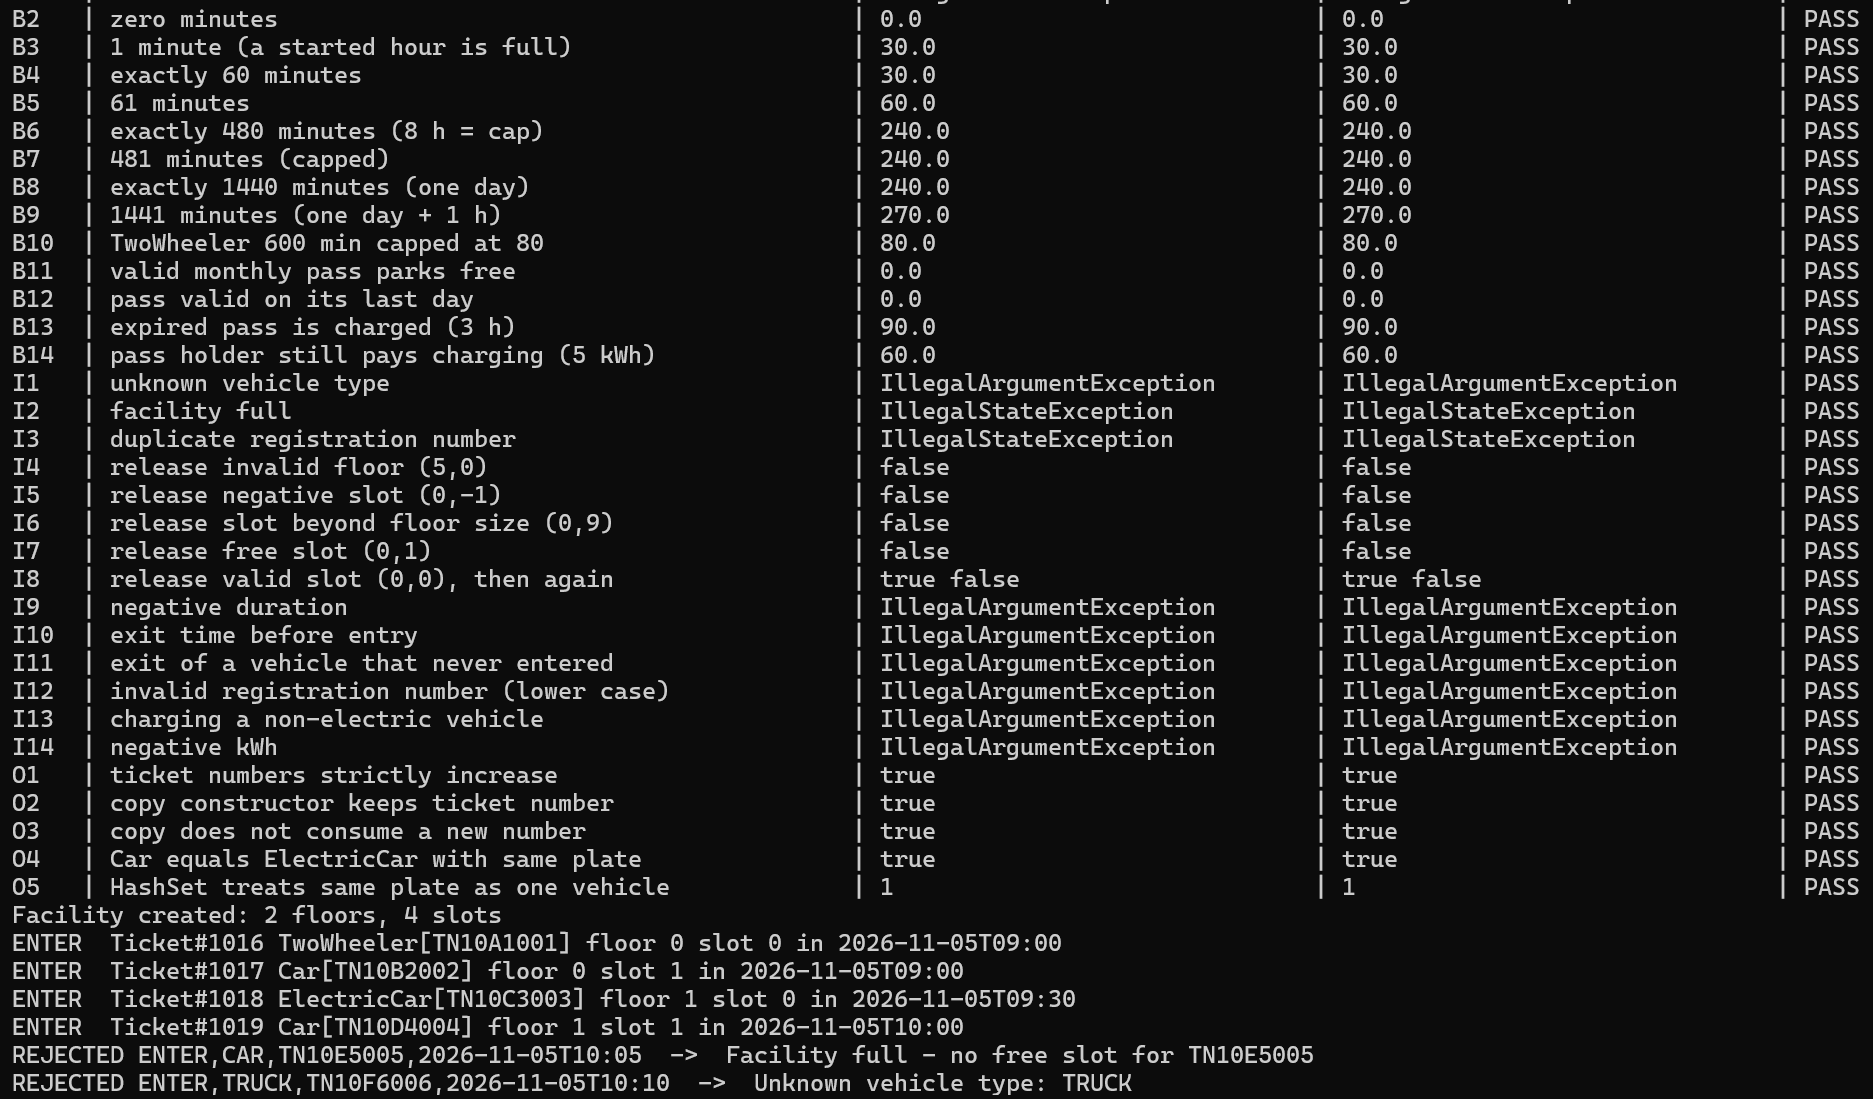 B2 | zero minutes | 0.0 | 0.0 | PASS
B3 | 1 minute (a started hour is full) | 30.0 | 30.0 | PASS
B4 | exactly 60 minutes | 30.0 | 30.0 | PASS
B5 | 61 minutes | 60.0 | 60.0 | PASS
B6 | exactly 480 minutes (8 h = cap) | 240.0 | 240.0 | PASS
B7 | 481 minutes (capped) | 240.0 | 240.0 | PASS
B8 | exactly 1440 minutes (one day) | 240.0 | 240.0 | PASS
B9 | 1441 minutes (one day + 1 h) | 270.0 | 270.0 | PASS
B10 | TwoWheeler 600 min capped at 80 | 80.0 | 80.0 | PASS
B11 | valid monthly pass parks free | 0.0 | 0.0 | PASS
B12 | pass valid on its last day | 0.0 | 0.0 | PASS
B13 | expired pass is charged (3 h) | 90.0 | 90.0 | PASS
B14 | pass holder still pays charging (5 kWh) | 60.0 | 60.0 | PASS
I1 | unknown vehicle type | IllegalArgumentException | IllegalArgumentException | PASS
I2 | facility full | IllegalStateException | IllegalStateException | PASS
I3 | duplicate registration number | IllegalStateException | IllegalStateException | PASS
I4 | release invalid floor (5,0) | false | false | PASS
I5 | release negative slot (0,-1) | false | false | PASS
I6 | release slot beyond floor size (0,9) | false | false | PASS
I7 | release free slot (0,1) | false | false | PASS
I8 | release valid slot (0,0), then again | true false | true false | PASS
I9 | negative duration | IllegalArgumentException | IllegalArgumentException | PASS
I10 | exit time before entry | IllegalArgumentException | IllegalArgumentException | PASS
I11 | exit of a vehicle that never entered | IllegalArgumentException | IllegalArgumentException | PASS
I12 | invalid registration number (lower case) | IllegalArgumentException | IllegalArgumentException | PASS
I13 | charging a non-electric vehicle | IllegalArgumentException | IllegalArgumentException | PASS
I14 | negative kWh | IllegalArgumentException | IllegalArgumentException | PASS
O1 | ticket numbers strictly increase | true | true | PASS
O2 | copy constructor keeps ticket number | true | true | PASS
O3 | copy does not consume a new number | true | true | PASS
O4 | Car equals ElectricCar with same plate | true | true | PASS
O5 | HashSet treats same plate as one vehicle | 1 | 1 | PASS
Facility created: 2 floors, 4 slots
ENTER  Ticket#1016 TwoWheeler[TN10A1001] floor 0 slot 0 in 2026-11-05T09:00
ENTER  Ticket#1017 Car[TN10B2002] floor 0 slot 1 in 2026-11-05T09:00
ENTER  Ticket#1018 ElectricCar[TN10C3003] floor 1 slot 0 in 2026-11-05T09:30
ENTER  Ticket#1019 Car[TN10D4004] floor 1 slot 1 in 2026-11-05T10:00
REJECTED ENTER,CAR,TN10E5005,2026-11-05T10:05  ->  Facility full - no free slot for TN10E5005
REJECTED ENTER,TRUCK,TN10F6006,2026-11-05T10:10  ->  Unknown vehicle type: TRUCK